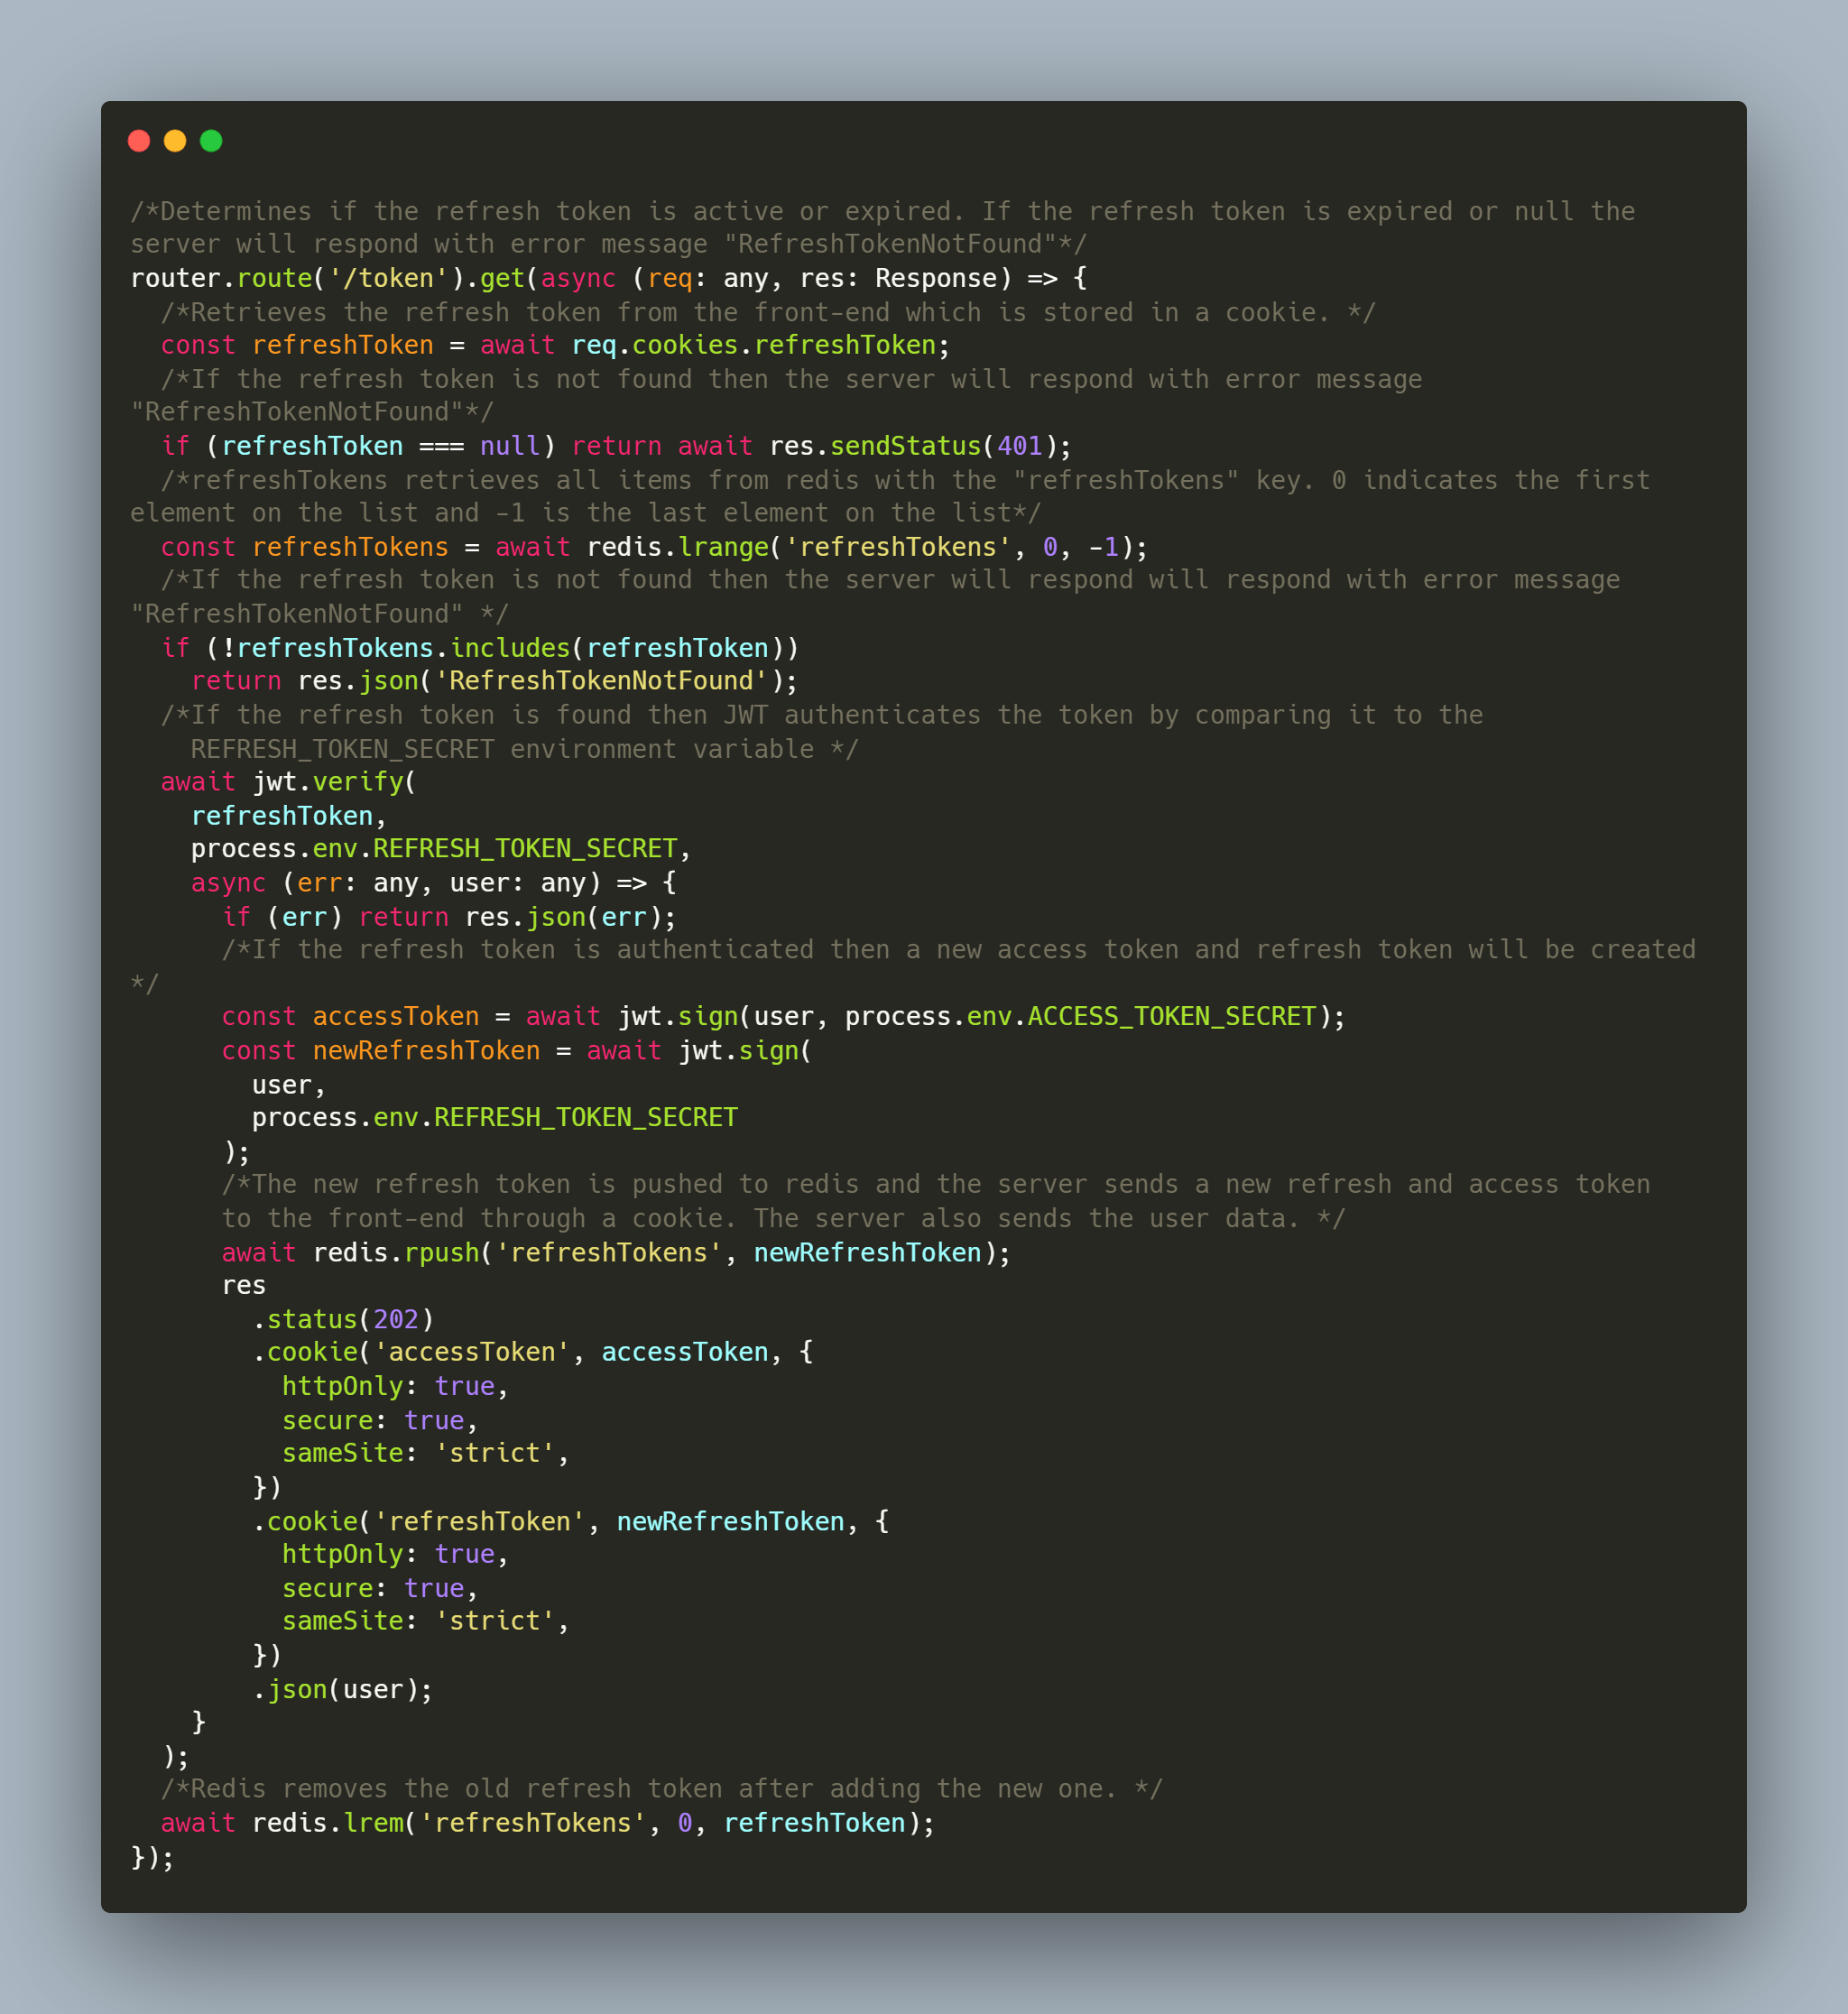 /*Determines if the refresh token is active or expired. If the refresh token is expired or null the
server will respond with error message "RefreshTokenNotFound"*/
router.route('/token').get(async (req: any, res: Response) => {
  /*Retrieves the refresh token from the front-end which is stored in a cookie. */
  const refreshToken = await req.cookies.refreshToken;
  /*If the refresh token is not found then the server will respond with error message
"RefreshTokenNotFound"*/
  if (refreshToken === null) return await res.sendStatus(401);
  /*refreshTokens retrieves all items from redis with the "refreshTokens" key. 0 indicates the first
element on the list and -1 is the last element on the list*/
  const refreshTokens = await redis.lrange('refreshTokens', 0, -1);
  /*If the refresh token is not found then the server will respond will respond with error message
"RefreshTokenNotFound" */
  if (!refreshTokens.includes(refreshToken))
    return res.json('RefreshTokenNotFound');
  /*If the refresh token is found then JWT authenticates the token by comparing it to the
    REFRESH_TOKEN_SECRET environment variable */
  await jwt.verify(
    refreshToken,
    process.env.REFRESH_TOKEN_SECRET,
    async (err: any, user: any) => {
      if (err) return res.json(err);
      /*If the refresh token is authenticated then a new access token and refresh token will be created
*/
      const accessToken = await jwt.sign(user, process.env.ACCESS_TOKEN_SECRET);
      const newRefreshToken = await jwt.sign(
        user,
        process.env.REFRESH_TOKEN_SECRET
      );
      /*The new refresh token is pushed to redis and the server sends a new refresh and access token
      to the front-end through a cookie. The server also sends the user data. */
      await redis.rpush('refreshTokens', newRefreshToken);
      res
        .status(202)
        .cookie('accessToken', accessToken, {
          httpOnly: true,
          secure: true,
          sameSite: 'strict',
        })
        .cookie('refreshToken', newRefreshToken, {
          httpOnly: true,
          secure: true,
          sameSite: 'strict',
        })
        .json(user);
    }
  );
  /*Redis removes the old refresh token after adding the new one. */
  await redis.lrem('refreshTokens', 0, refreshToken);
});